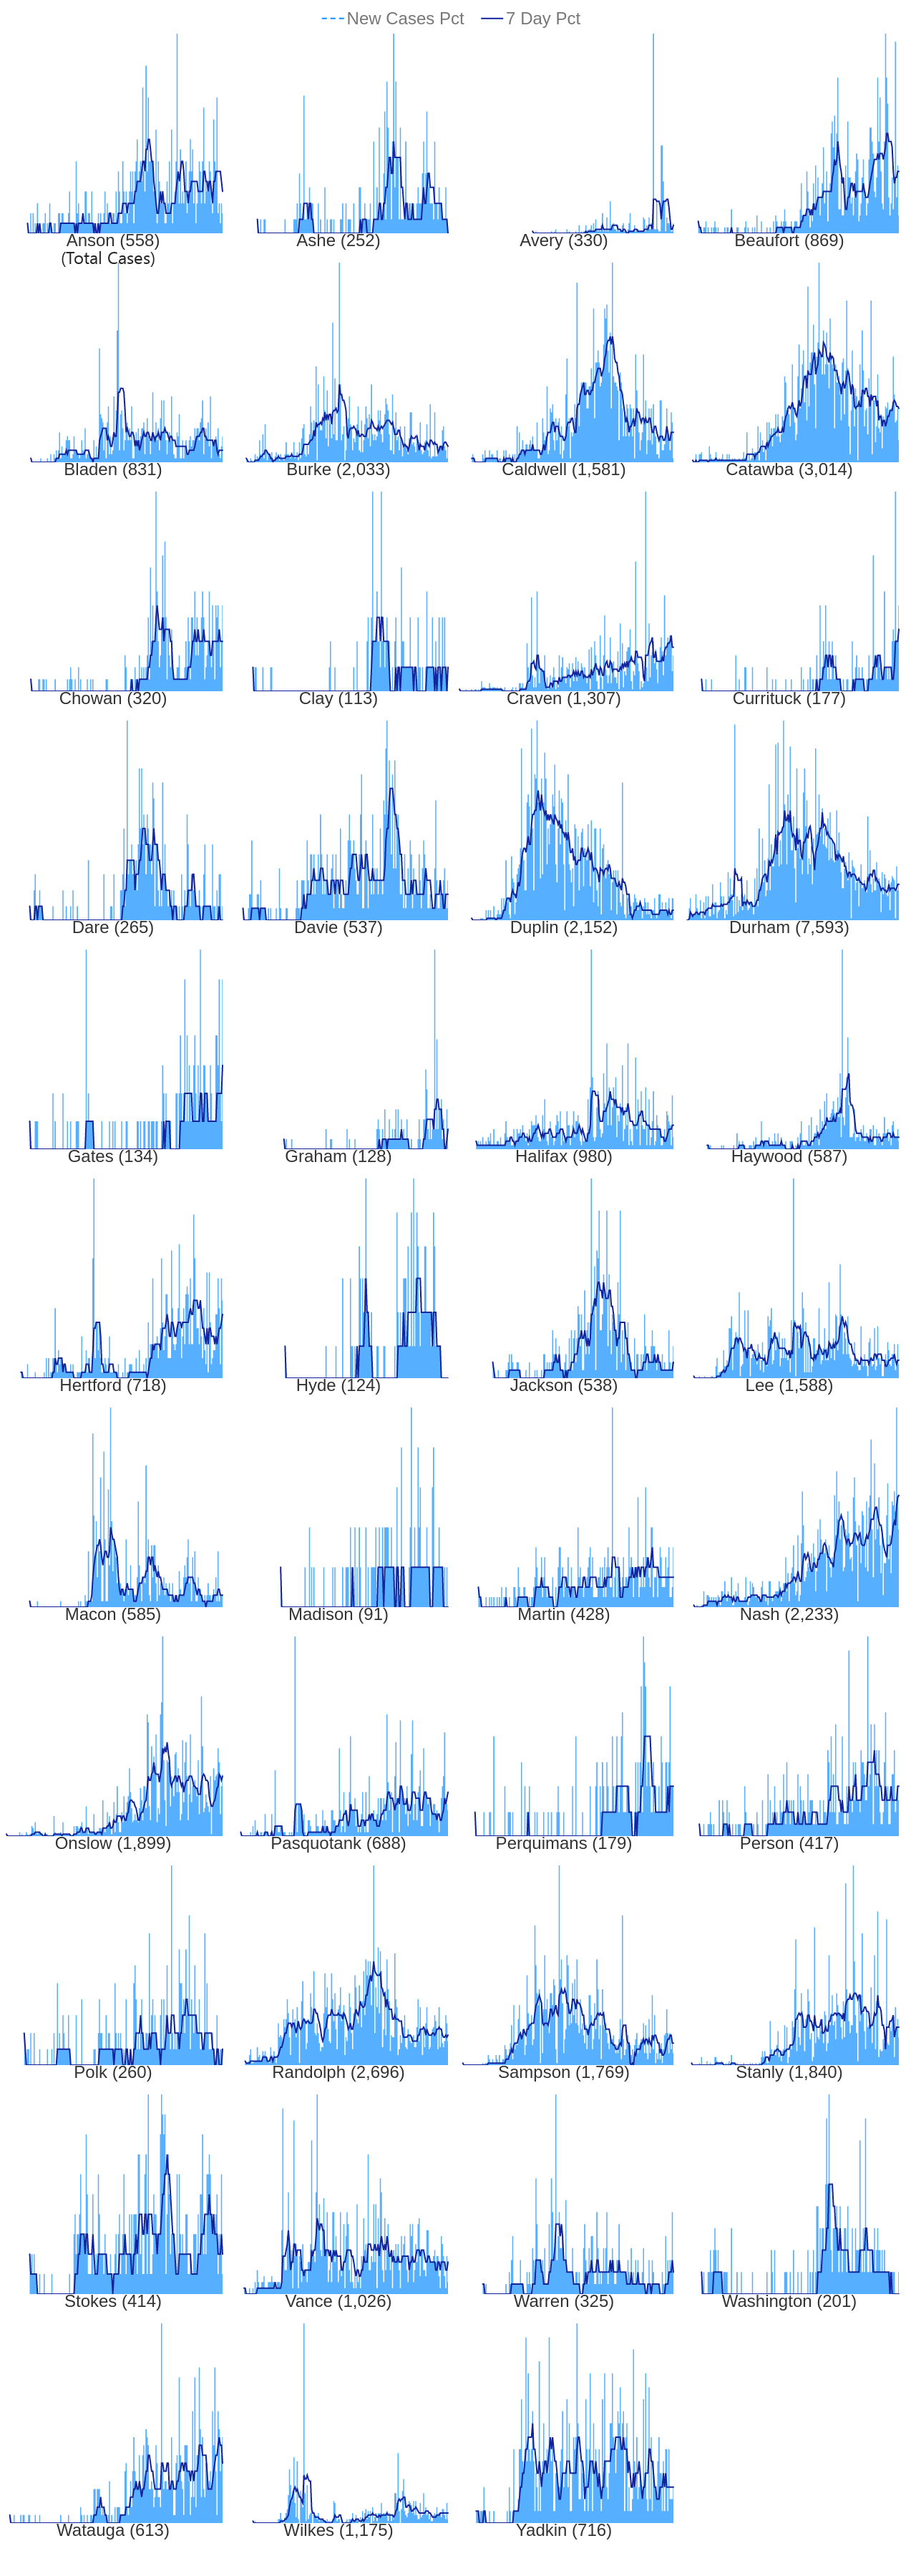 New Cases Pct 7 Day Pct
Anson (558) Ashe (252) Avery (330) Beaufort (869)
(Total Cases)
Bladen (831) Burke (2,033) Caldwell (1,581) Catawba (3,014)
Chowan (320) Clay (113) Craven (1,307) Currituck (177)
Dare (265) Davie (537) Duplin (2,152) Durham (7,593)
Gates (134) Graham (128) Halifax (980) Haywood (587)
Hertford (718) Hyde (124) Jackson (538) Lee (1,588)
Macon (585) Madison (91) Martin (428) Nash (2,233)
Onslow (1,899) Pasquotank (688) Perquimans (179) Person (417)
Polk (260) Randolph (2,696) Sampson (1,769) Stanly (1,840)
Stokes (414) Vance (1,026) Warren (325) Washington (201)
Watauga (613) Wilkes (1,175) Yadkin (716)